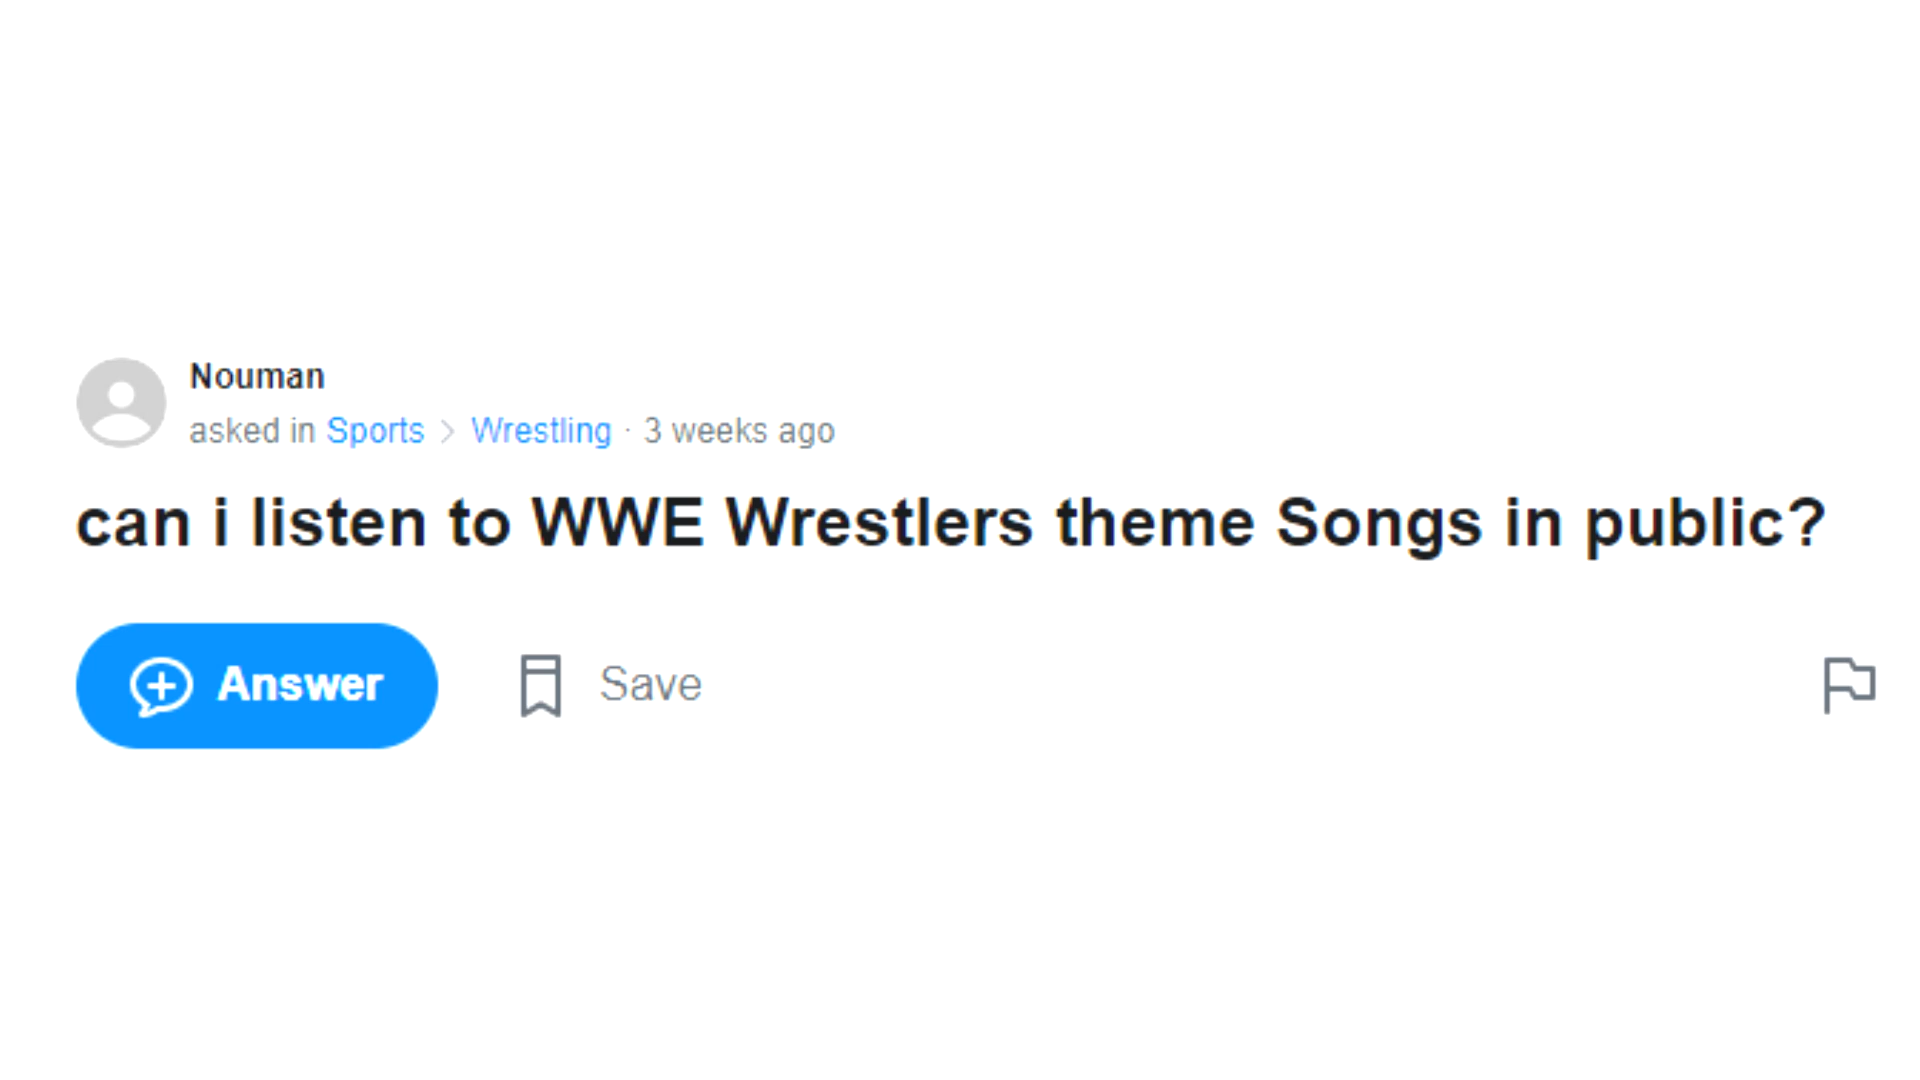 Nouman
asked in Sports > Wrestling · 3 weeks ago
can i listen to WWE Wrestlers theme Songs in public?
Answer Save